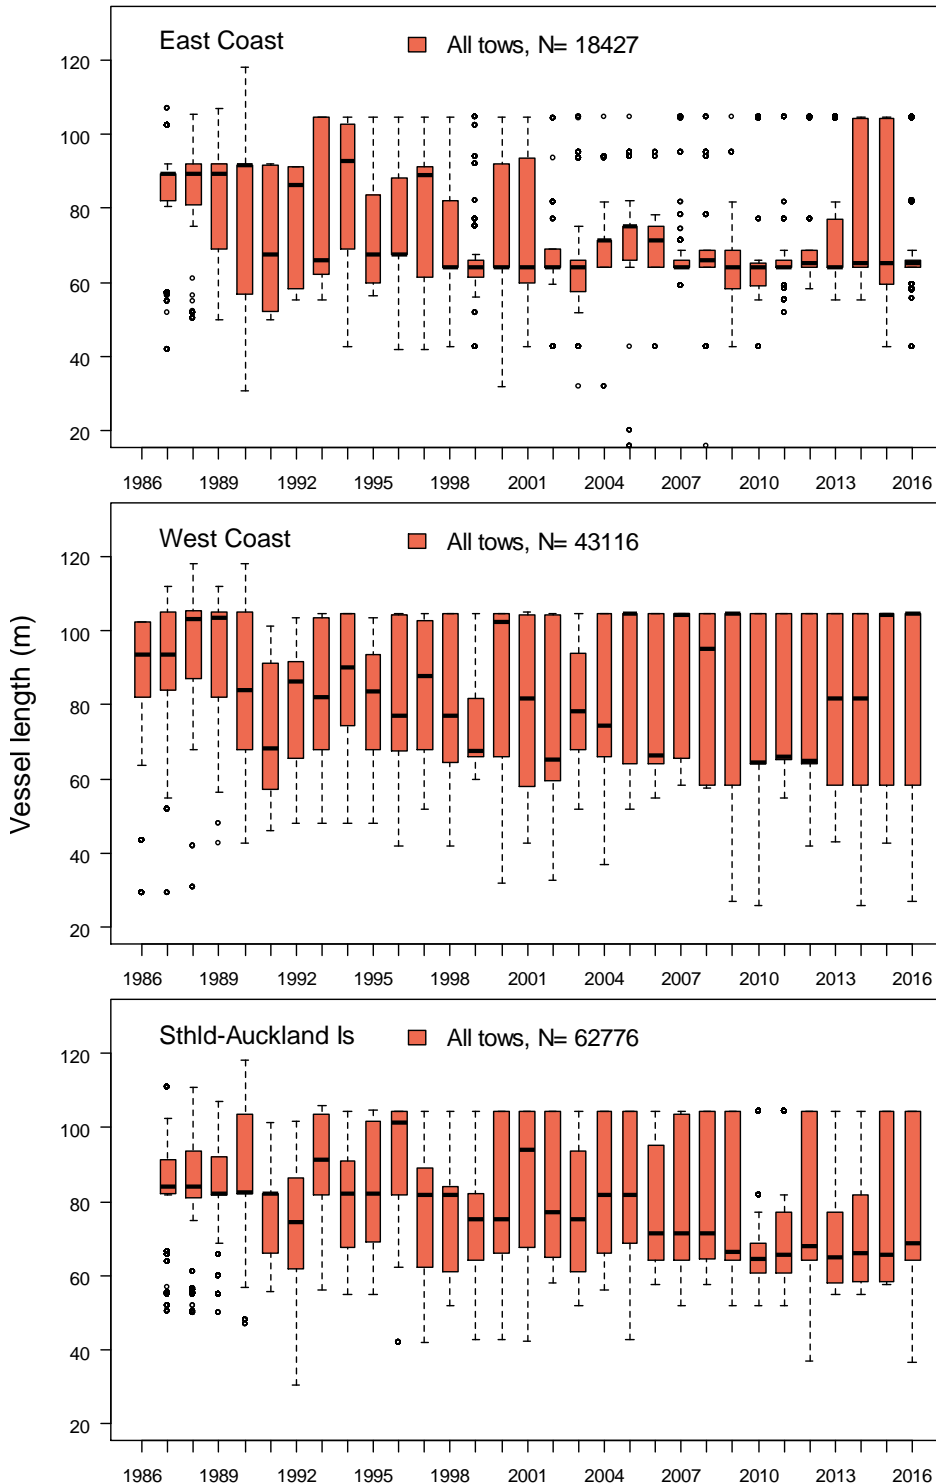 East Coast All tows, N= 18427
120
100
80
60
40
20
1986 1989 1992 1995 1998 2001 2004 2007 2010 2013 2016
West Coast All tows, N= 43116
120
100
80
60
40
20
1986 1989 1992 1995 1998 2001 2004 2007 2010 2013 2016
Vessel length (m)
Sthld-Auckland Is All tows, N= 62776
120
100
80
60
40
20
1986 1989 1992 1995 1998 2001 2004 2007 2010 2013 2016